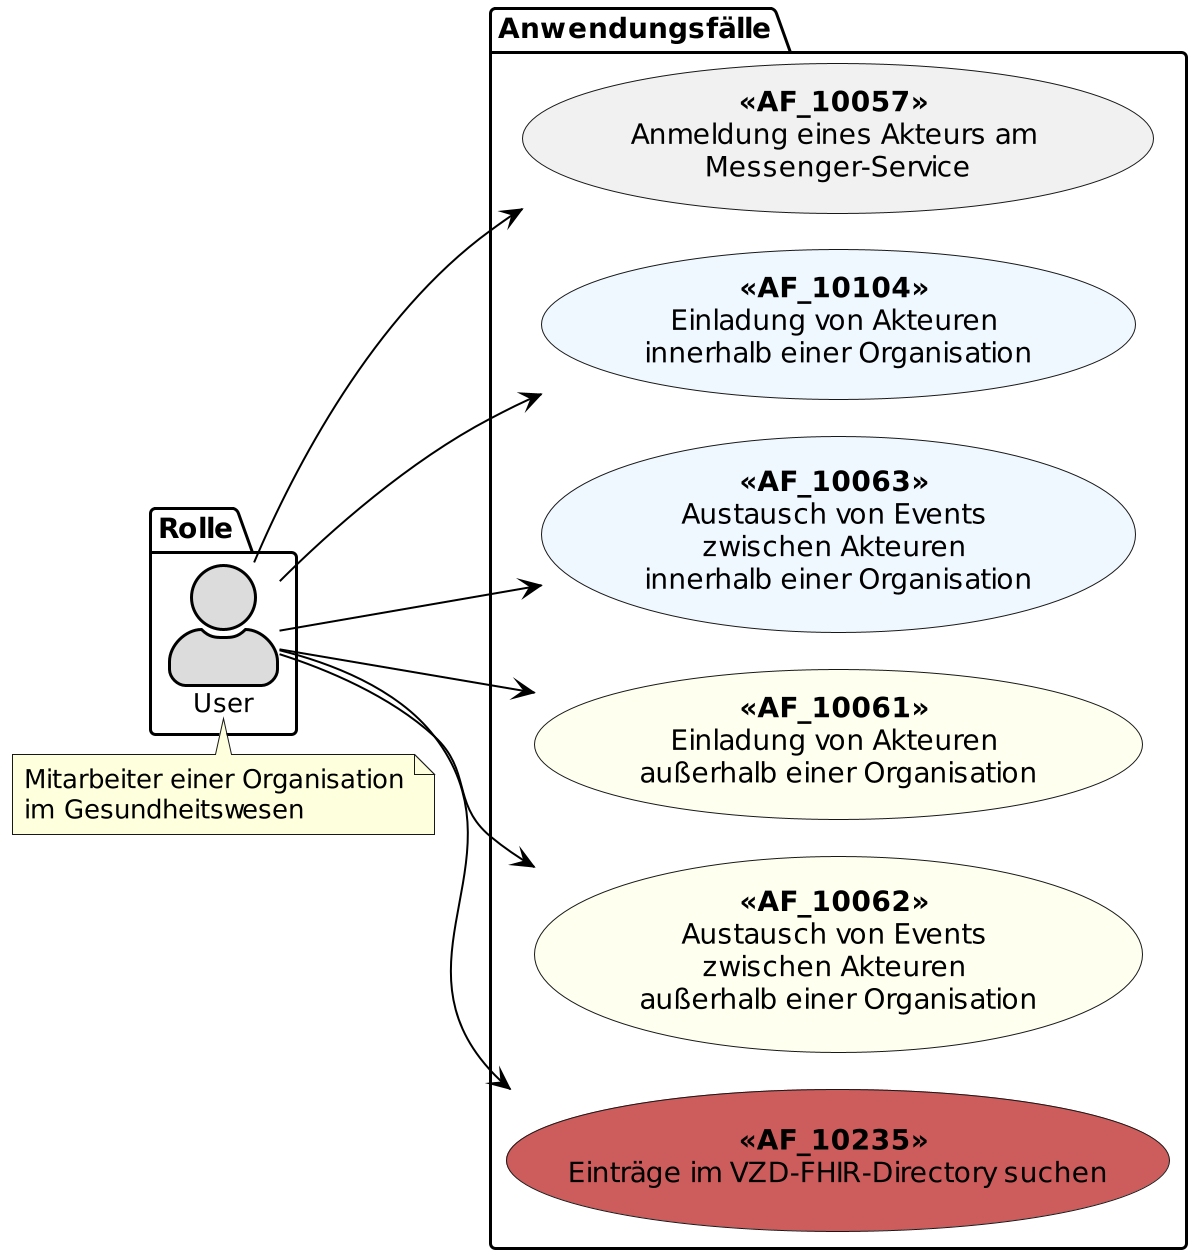 Anwendungsfälle
«AF_10057»
Anmeldung eines Akteurs am
Messenger-Service
«AF_10104»
Einladung von Akteuren
innerhalb einer Organisation
«AF_10063»
Austausch von Events
zwischen Akteuren
innerhalb einer Organisation
Rolle
User
Mitarbeiter einer Organisation
im Gesundheitswesen
«AF_10061»
Einladung von Akteuren
außerhalb einer Organisation
«AF_10062»
Austausch von Events
zwischen Akteuren
außerhalb einer Organisation
«AF_10235»
Einträge im VZD-FHIR-Directory suchen